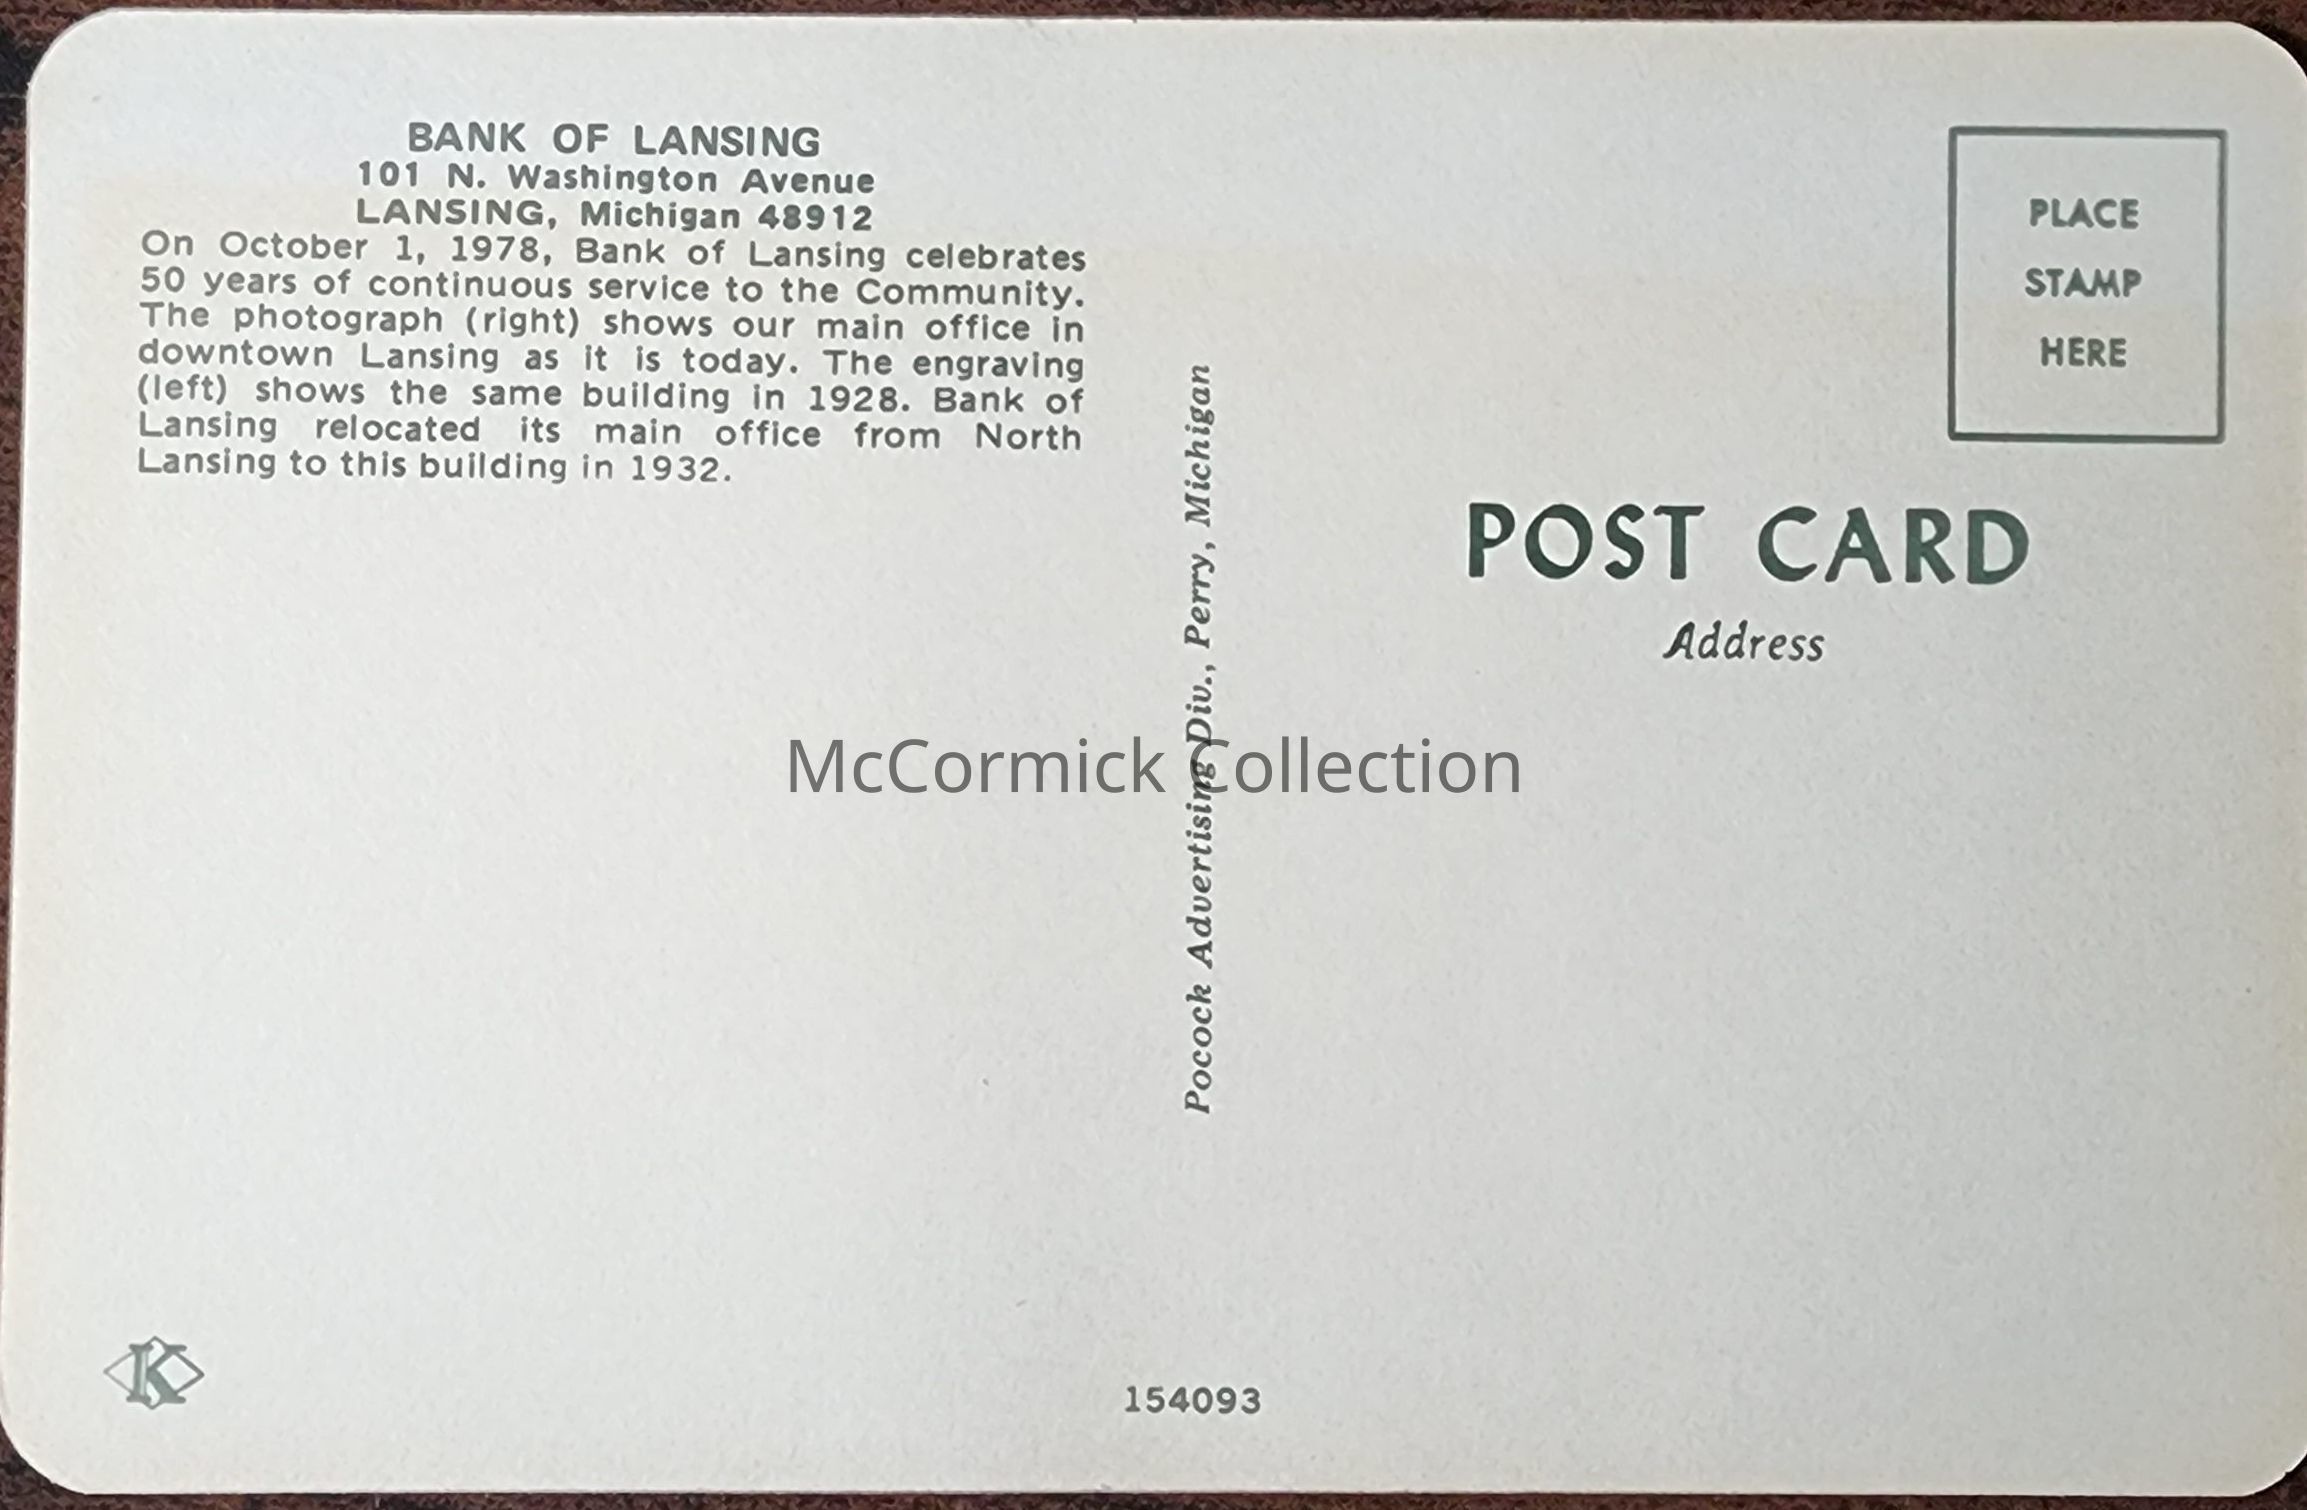 BANK OF LANSING
101 N. Washington Avenue
LANSING, Michigan 48912
On October 1, 1978, Bank of Lansing celebrates
50 years of continuous service to the Community.
The photograph (right) shows our main office in
downtown Lansing as it is today. The engraving
(left) shows the same building in 1928. Bank of
Lansing relocated its main office from North
Lansing to this building in 1932.
Pocock Advertising Div., Perry, Michigan
PLACE
STAMP
HERE
POST CARD
Address
McCormick Collection
K
154093